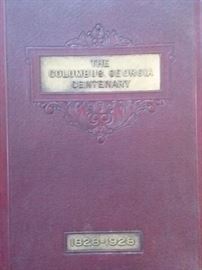 THE
COLUMBUS, GEORGIA
CENTENARY
1828-1928